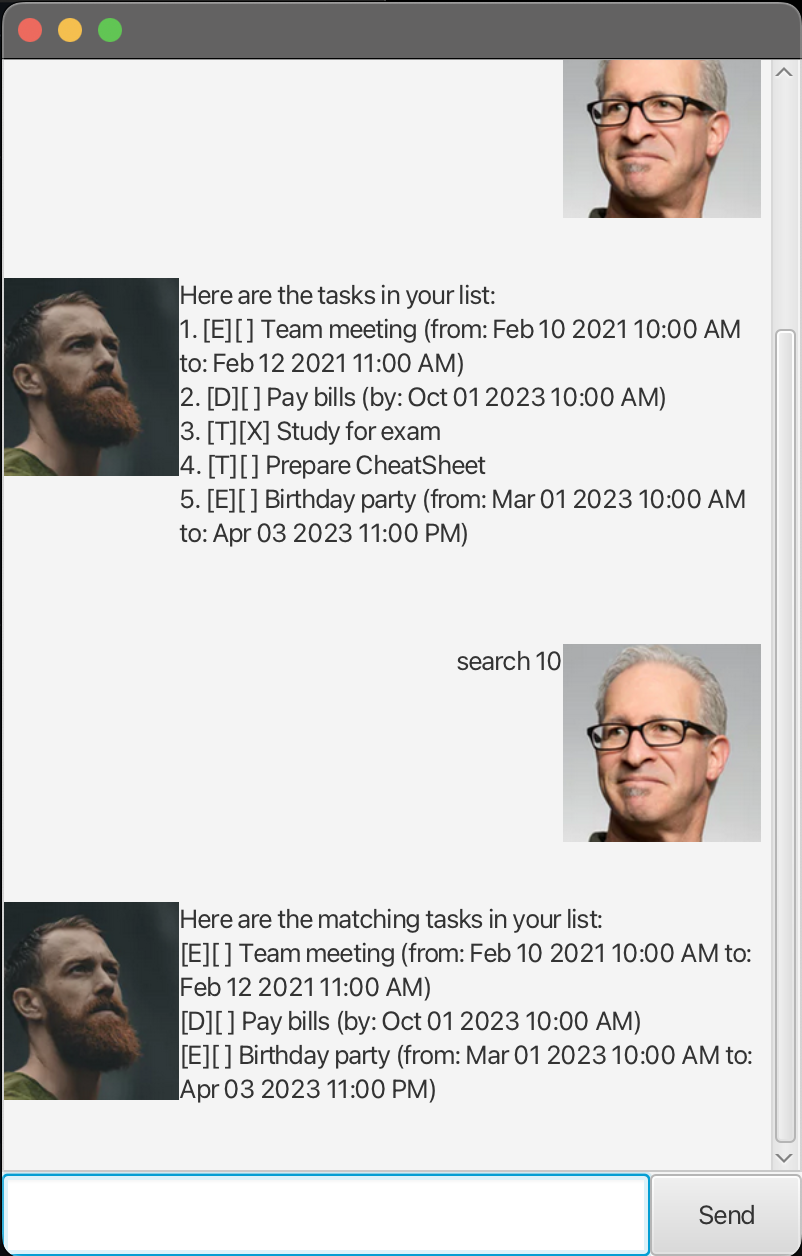 Here are the tasks in your list:
1. [E][ ] Team meeting (from: Feb 10 2021 10:00 AM
to: Feb 12 2021 11:00 AM)
2. [D][ ] Pay bills (by: Oct 01 2023 10:00 AM)
3. [T][X] Study for exam
4. [T][ ] Prepare CheatSheet
5. [E][ ] Birthday party (from: Mar 01 2023 10:00 AM
to: Apr 03 2023 11:00 PM)
search 10
Here are the matching tasks in your list:
[E][ ] Team meeting (from: Feb 10 2021 10:00 AM to:
Feb 12 2021 11:00 AM)
[D][ ] Pay bills (by: Oct 01 2023 10:00 AM)
[E][ ] Birthday party (from: Mar 01 2023 10:00 AM to:
Apr 03 2023 11:00 PM)
Send